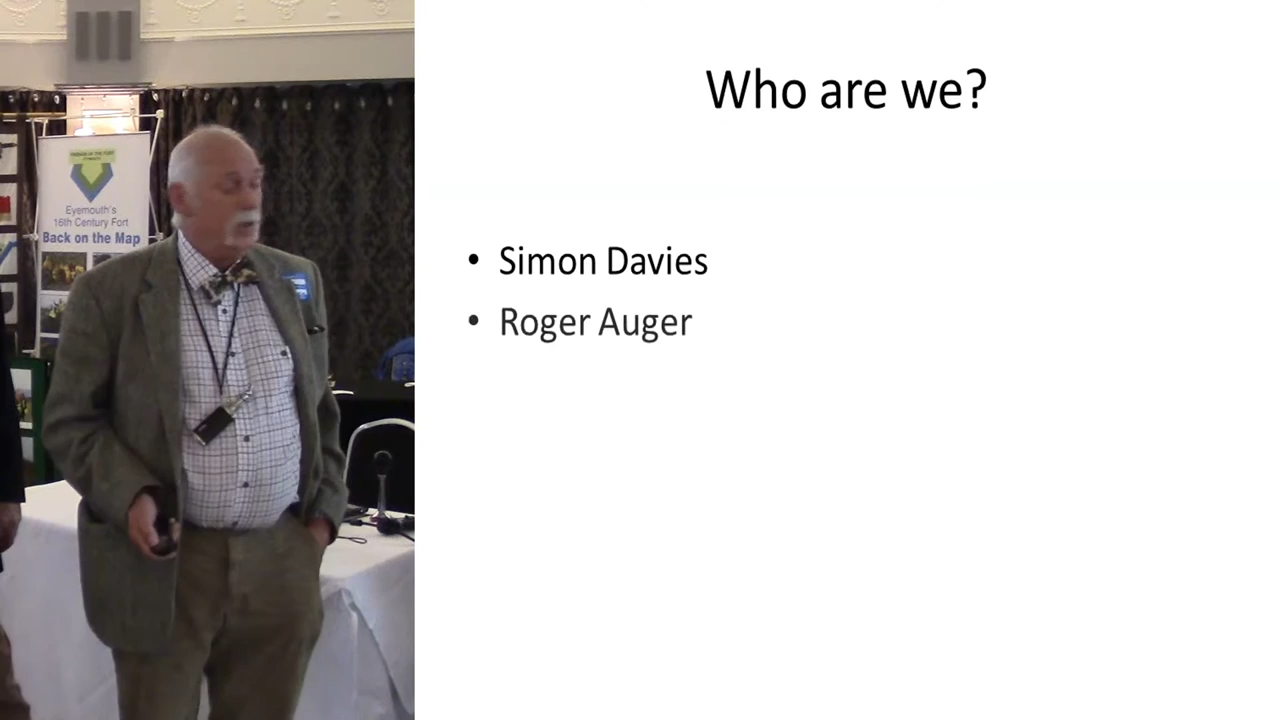 Who are we?
• Simon Davies
• Roger Auger
Eyemouth's
16th Century Fort
Back on the Map